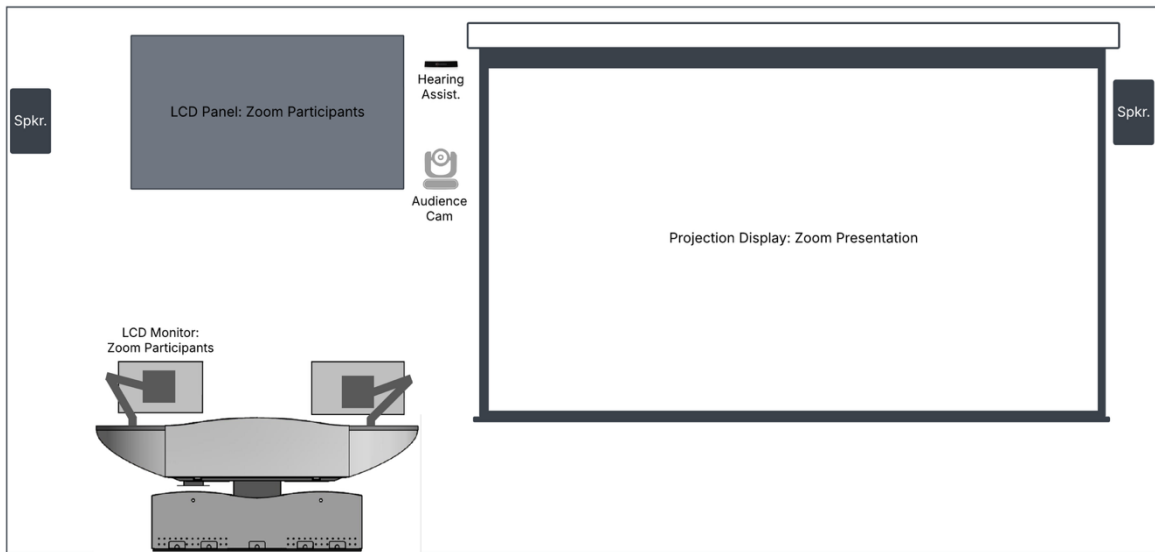 Spkr.
LCD Panel: Zoom Participants
Hearing
Assist.
Audience
Cam
Spkr.
Projection Display: Zoom Presentation
LCD Monitor:
Zoom Participants